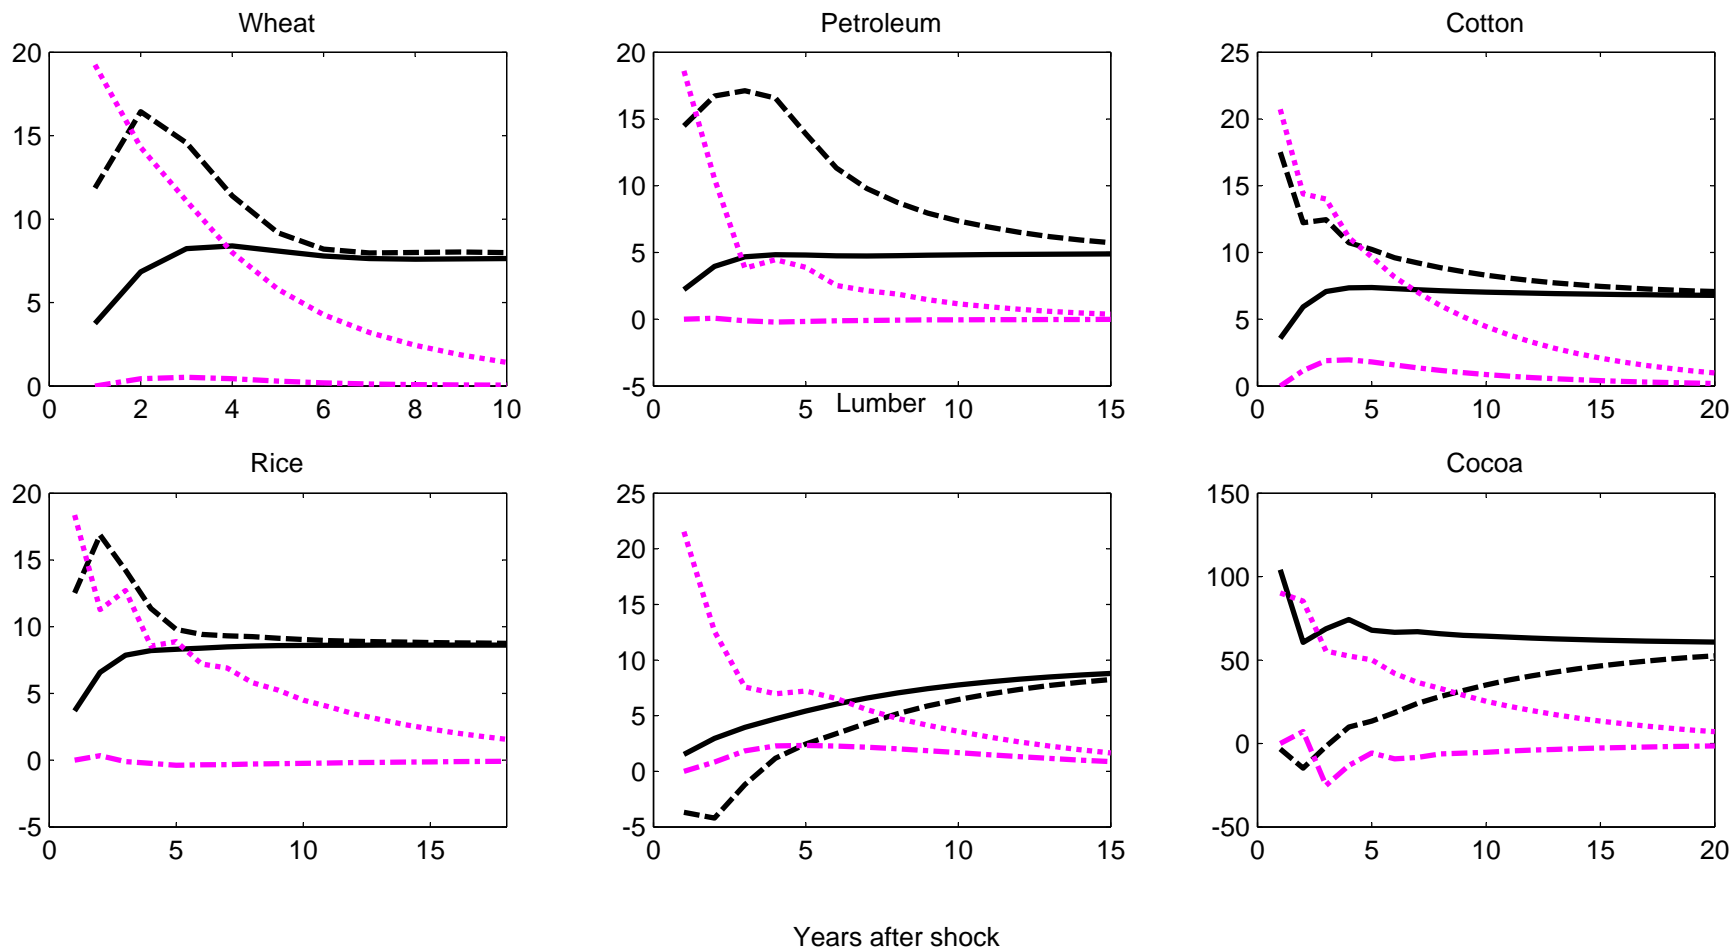 Wheat Petroleum Cotton
20 20 25
15 15 20
10 10 15
5 5 10
0 0 5
-5 0
0 2 4 6 8 10 0 5 10 15 0 5 10 15 20
Lumber
Rice Cocoa
20 25 150
15 20 100
10 15 50
5 10 0
0 5 -50
-5 0
-5
0 5 10 15 0 5 10 15 0 5 10 15 20
Years after shock